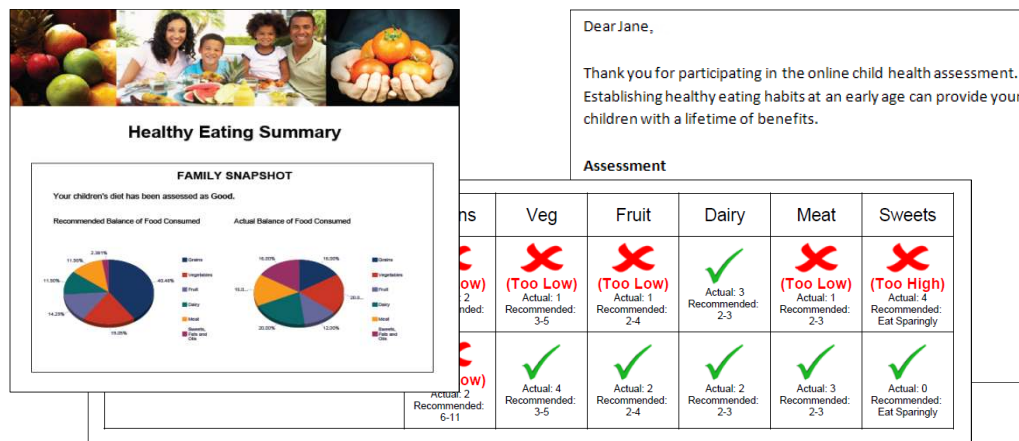 Healthy Eating Summary
FAMILY SNAPSHOT
Your children's diet has been assessed as Good.
Recommended Balance of Food Consumed
Actual Balance of Food Consumed
Grains
Vegetables
Fruit
Dairy
Meat
Sweets, Fats and Oils
Grains
Vegetables
Fruit
Dairy
Meat
Sweets, Fats and Oils
Dear Jane,
Thank you for participating in the online child health assessment.
Establishing healthy eating habits at an early age can provide your
children with a lifetime of benefits.
Assessment
ns Veg Fruit Dairy Meat Sweets
ow)
: 2
nded:
(Too Low)
Actual: 1
Recommended:
3-5
(Too Low)
Actual: 1
Recommended:
2-4
Actual: 3
Recommended:
2-3
(Too Low)
Actual: 1
Recommended:
2-3
(Too High)
Actual: 4
Recommended:
Eat Sparingly
ow)
Actual: 2
Recommended:
6-11
Actual: 4
Recommended:
3-5
Actual: 2
Recommended:
2-4
Actual: 2
Recommended:
2-3
Actual: 3
Recommended:
2-3
Actual: 0
Recommended:
Eat Sparingly